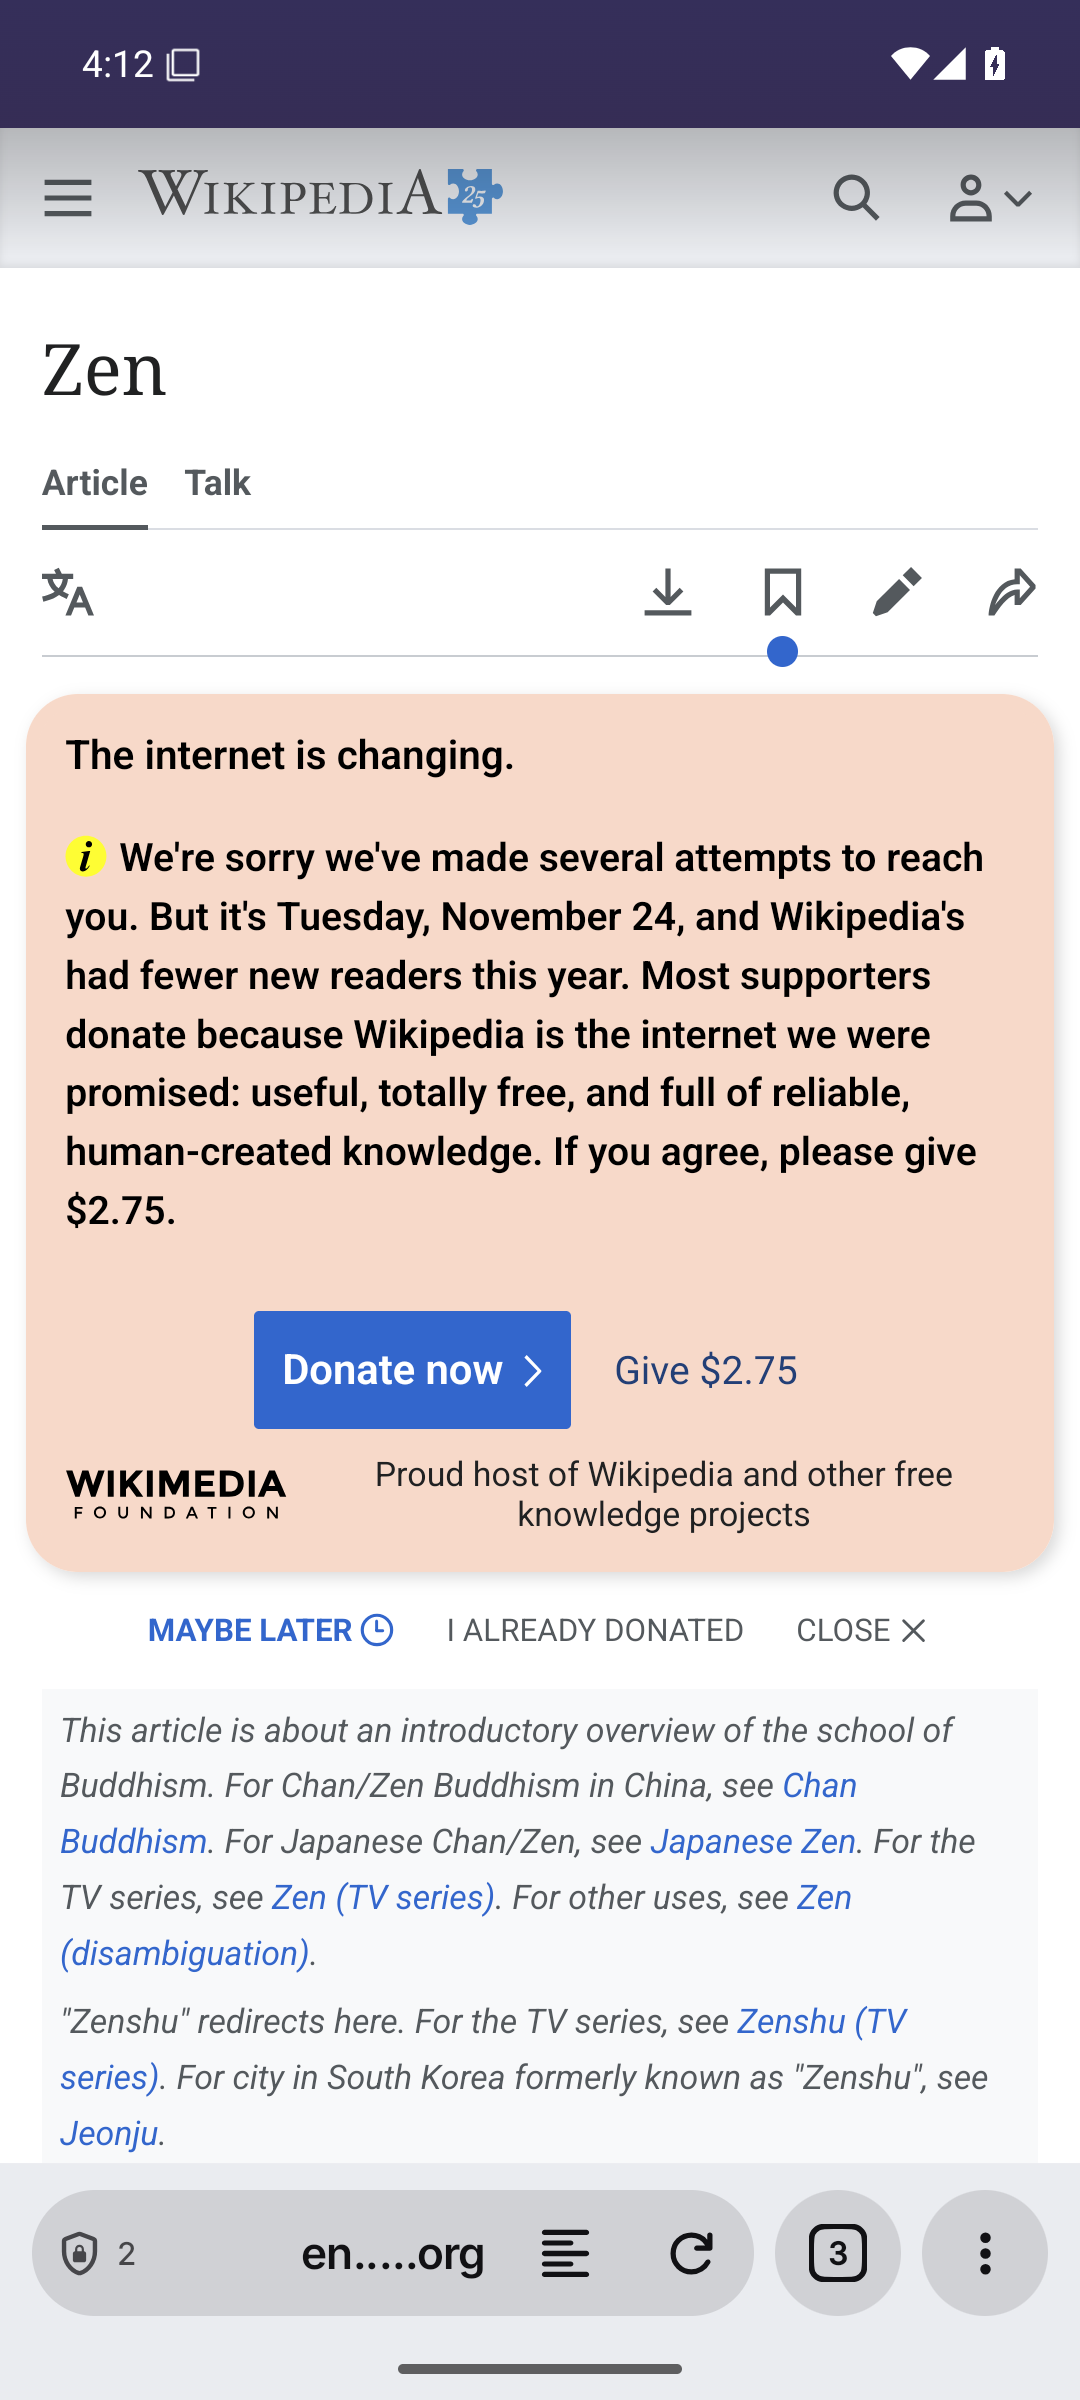 4:12
WIKIPEDIA 25
Zen
Article Talk
The internet is changing.
We're sorry we've made several attempts to reach
you. But it's Tuesday, November 24, and Wikipedia's
had fewer new readers this year. Most supporters
donate because Wikipedia is the internet we were
promised: useful, totally free, and full of reliable,
human-created knowledge. If you agree, please give
$2.75.
Donate now Give $2.75
WIKIMEDIA
FOUNDATION
Proud host of Wikipedia and other free
knowledge projects
MAYBE LATER I ALREADY DONATED CLOSE
This article is about an introductory overview of the school of
Buddhism. For Chan/Zen Buddhism in China, see Chan
Buddhism. For Japanese Chan/Zen, see Japanese Zen. For the
TV series, see Zen (TV series). For other uses, see Zen
(disambiguation).
"Zenshu" redirects here. For the TV series, see Zenshu (TV
series). For city in South Korea formerly known as "Zenshu", see
Jeonju.
2 en.....org 3